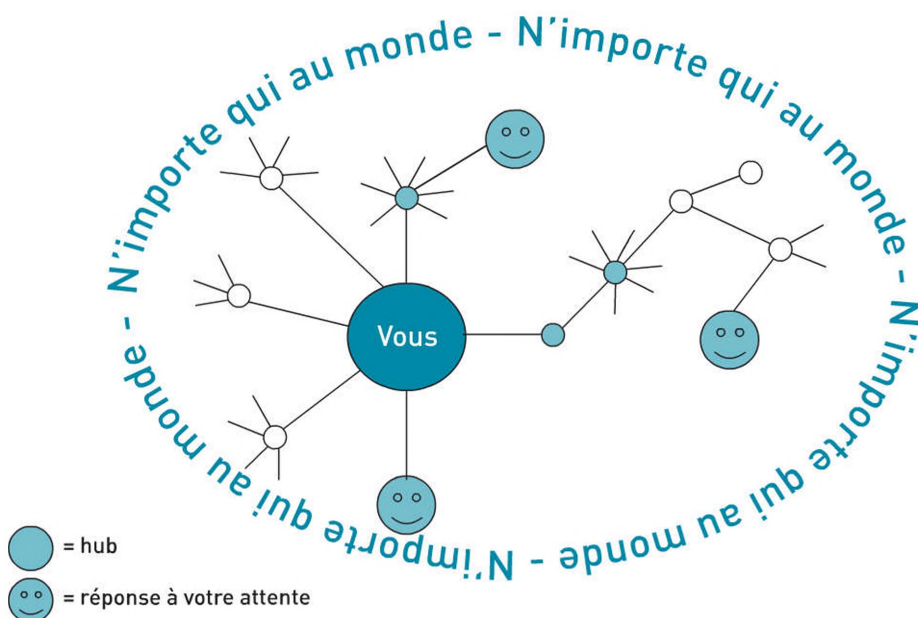 N'importe qui au monde - N'importe qui au monde - N'importe qui au monde - N'importe qui au monde -
Vous
= hub
= réponse à votre attente